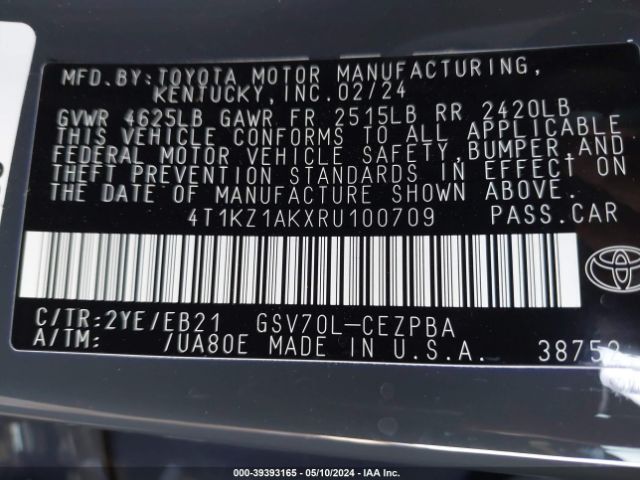 MFD. BY: TOYOTA MOTOR MANUFACTURING,
KENTUCKY, INC. 02/24
GVWR 4625LB GAWR FR 2515LB RR 2420LB
THIS VEHICLE CONFORMS TO ALL APPLICABLE
FEDERAL MOTOR VEHICLE SAFETY, BUMPER, AND
THEFT PREVENTION STANDARDS IN EFFECT ON
THE DATE OF MANUFACTURE SHOWN ABOVE.
4T1KZ1AKXRU100709 PASS.CAR
C/TR:2YE/EB21 GSV70L-CEZPBA
A/TM: /UA80E MADE IN U.S.A. 38752
000-39393165 - 05/10/2024 - IAA Inc.